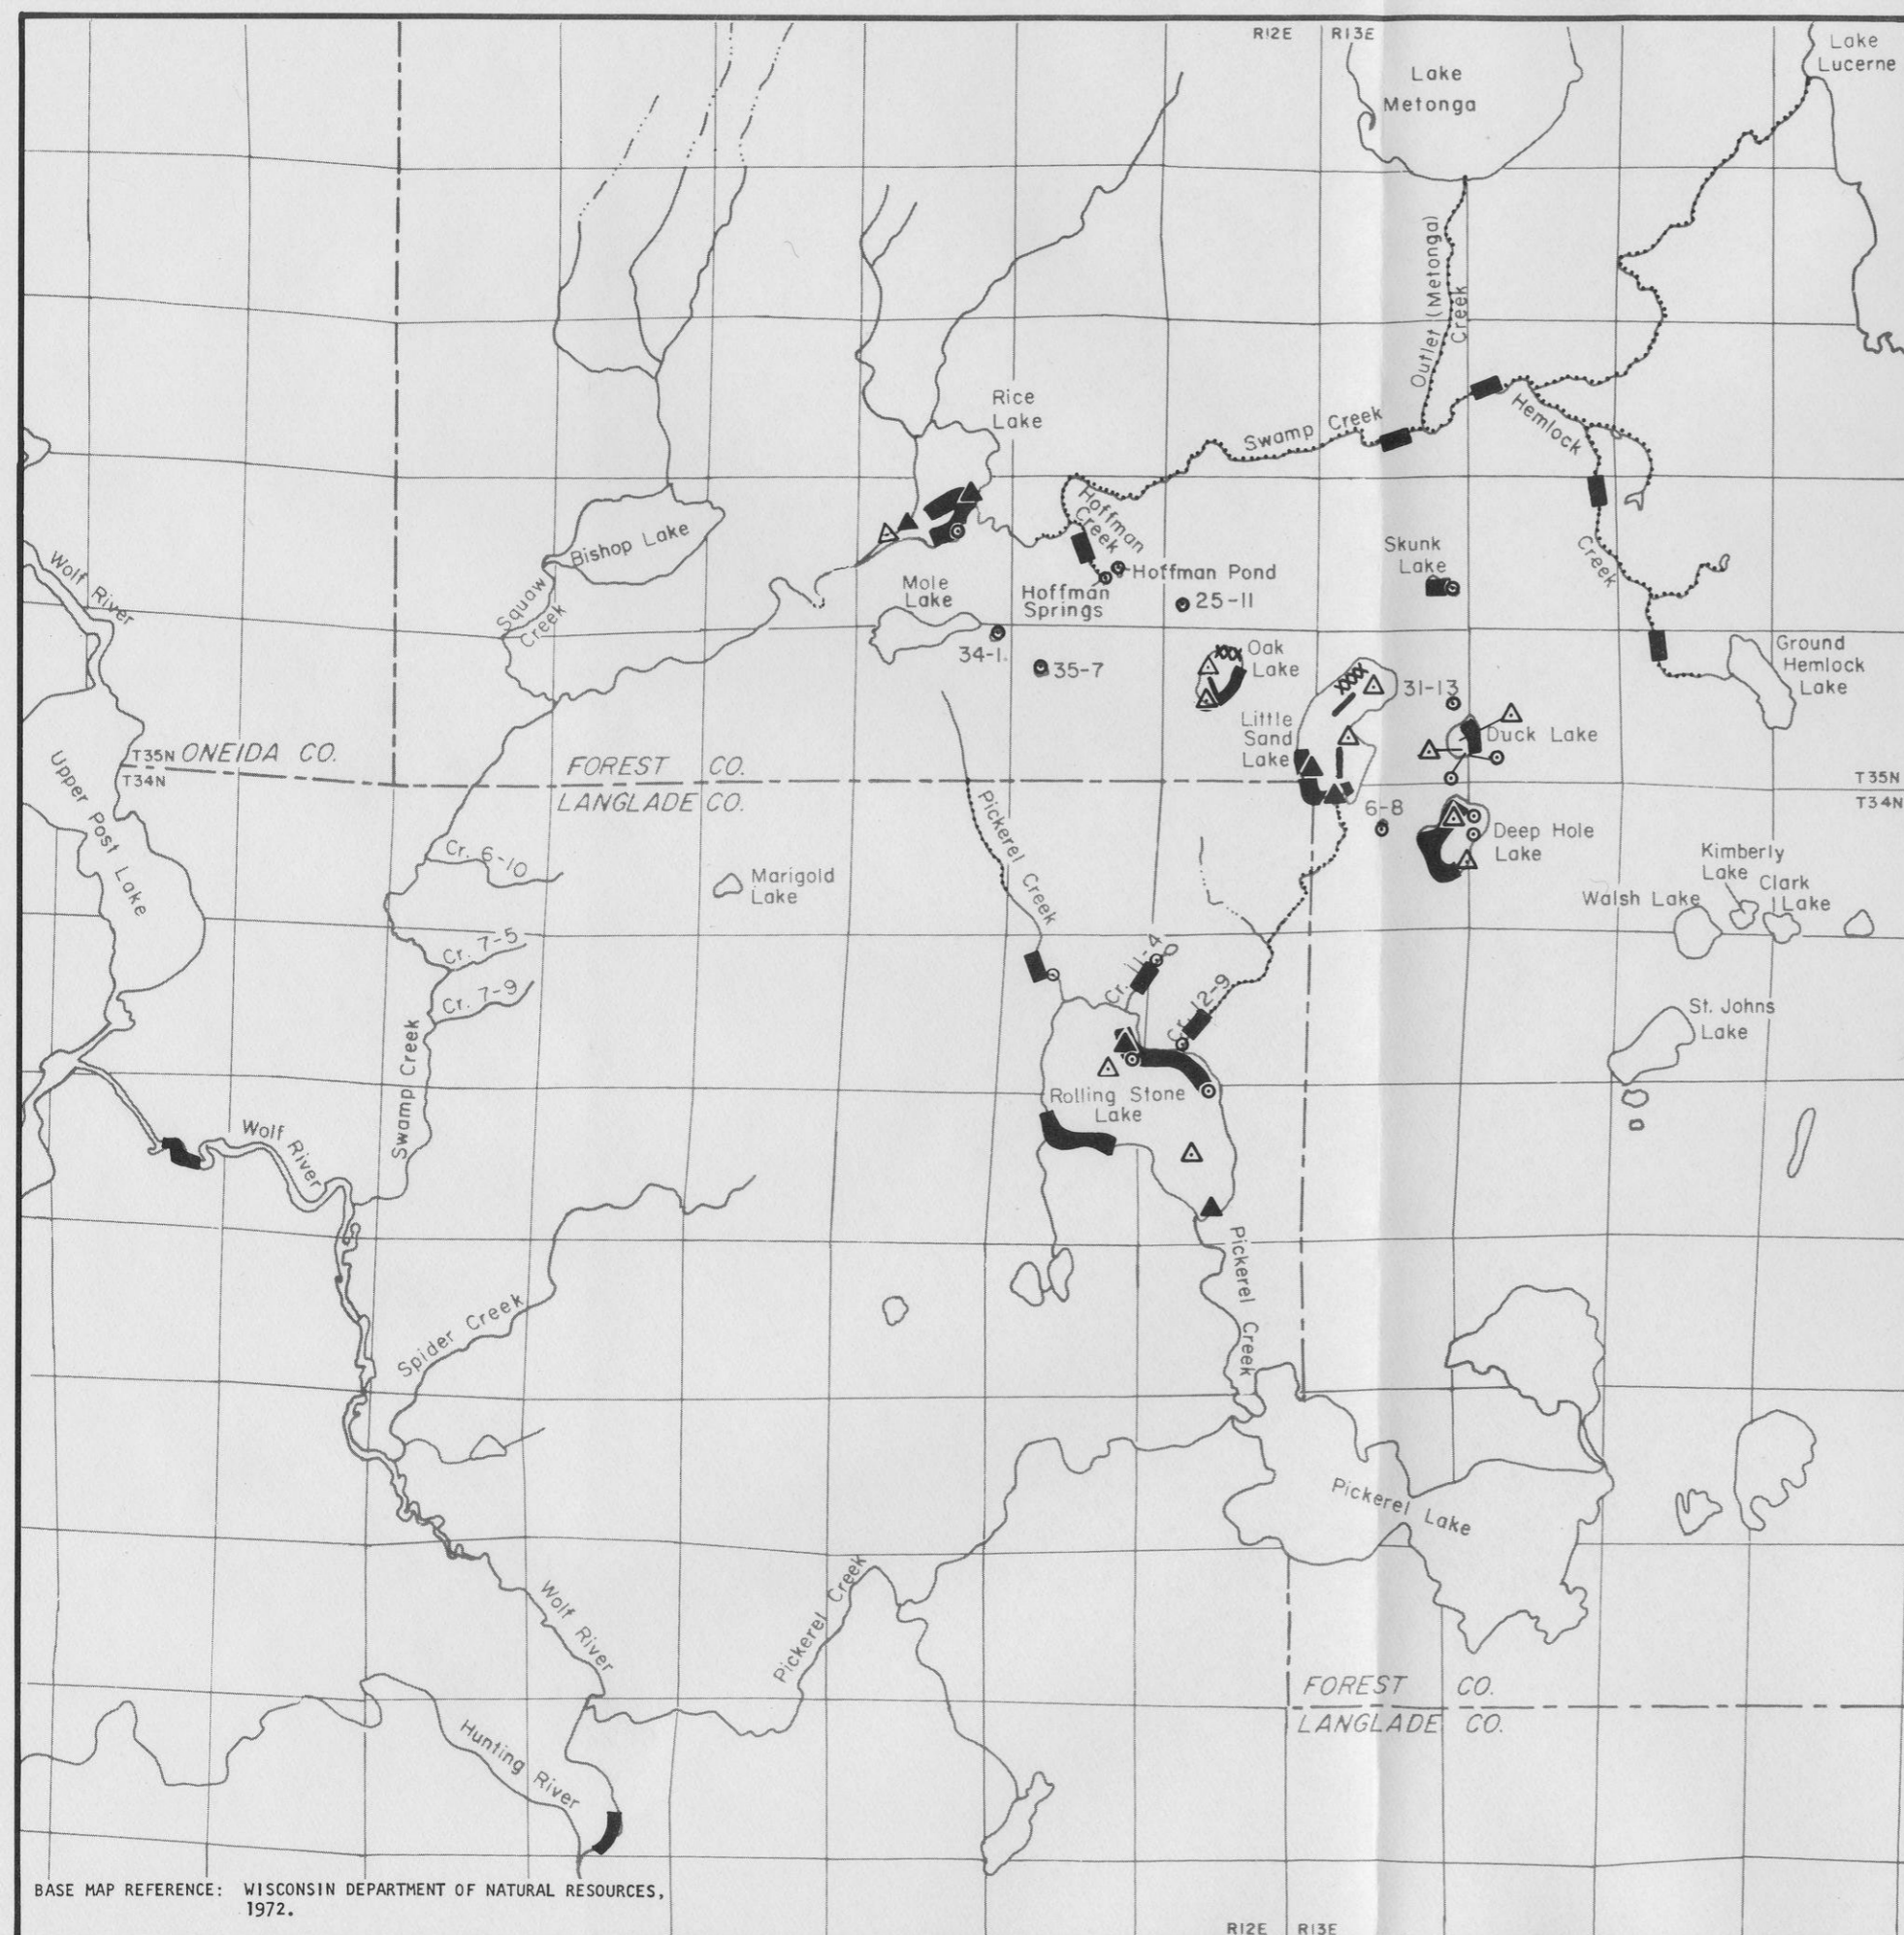 R12E R13E
Lake
Lucerne
Lake
Metonga
Outlet (Metonga)
Creek
Rice
Lake
Swamp Creek
Hemlock
Creek
Hoffman
Creek
Bishop Lake
Squaw
Creek
Wolf River
Mole
Lake
Hoffman Pond
Hoffman
Springs
25-11
Skunk
Lake
34-1
35-7
Oak
Lake
31-13
Ground
Hemlock
Lake
Little
Sand
Lake
Duck Lake
T35N ONEIDA CO.
T34N
FOREST CO.
LANGLADE CO.
T35N
T34N
Upper Post Lake
Pickerel Creek
6-8
Deep Hole
Lake
Cr. 6-10
Marigold
Lake
Kimberly
Lake
Clark
Lake
Walsh Lake
Cr. 7-5
Cr. 7-9
Cr. 11-4
Cr. 12-9
St. Johns
Lake
Swamp Creek
Rolling Stone
Lake
Wolf River
Pickerel Creek
Spider Creek
Pickerel Lake
Wolf River
Pickerel Creek
FOREST CO.
LANGLADE CO.
Hunting River
BASE MAP REFERENCE: WISCONSIN DEPARTMENT OF NATURAL RESOURCES,
1972.
R12E R13E